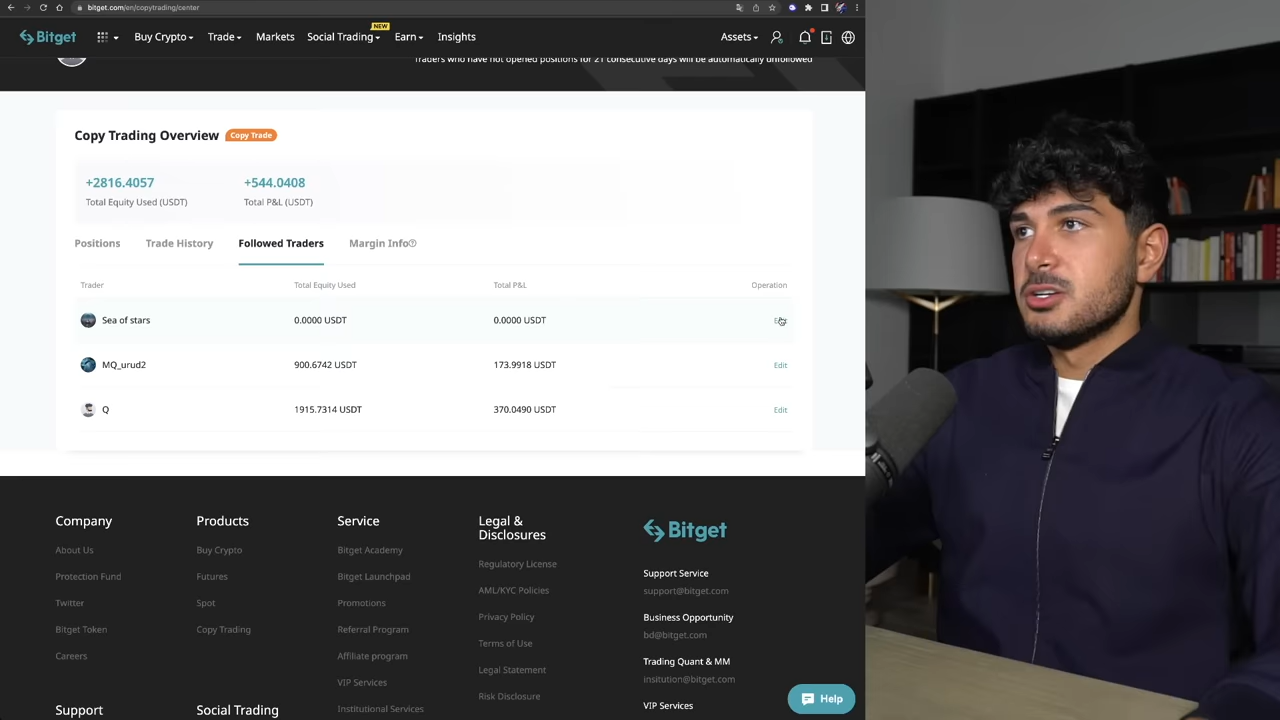 bitget.com/en/copytrading/center
Bitget
Buy Crypto
Trade
Markets
Social Trading
NEW
Earn
Insights
Assets
Traders who have not opened positions for 21 consecutive days will be automatically unfollowed
Copy Trading Overview
Copy Trade
+2816.4057
+544.0408
Total Equity Used (USDT)
Total P&L (USDT)
Positions
Trade History
Followed Traders
Margin Info
Trader
Total Equity Used
Total P&L
Operation
Sea of stars
0.0000 USDT
0.0000 USDT
MQ_urud2
900.6742 USDT
173.9918 USDT
Edit
Q
1915.7314 USDT
370.0490 USDT
Edit
Company
About Us
Protection Fund
Twitter
Bitget Token
Careers
Support
Products
Buy Crypto
Futures
Spot
Copy Trading
Social Trading
Service
Bitget Academy
Bitget Launchpad
Promotions
Referral Program
Affiliate program
VIP Services
Institutional Services
Legal &
Disclosures
Regulatory License
AML/KYC Policies
Privacy Policy
Terms of Use
Legal Statement
Risk Disclosure
Bitget
Support Service
support@bitget.com
Business Opportunity
bd@bitget.com
Trading Quant & MM
insitution@bitget.com
VIP Services
Help